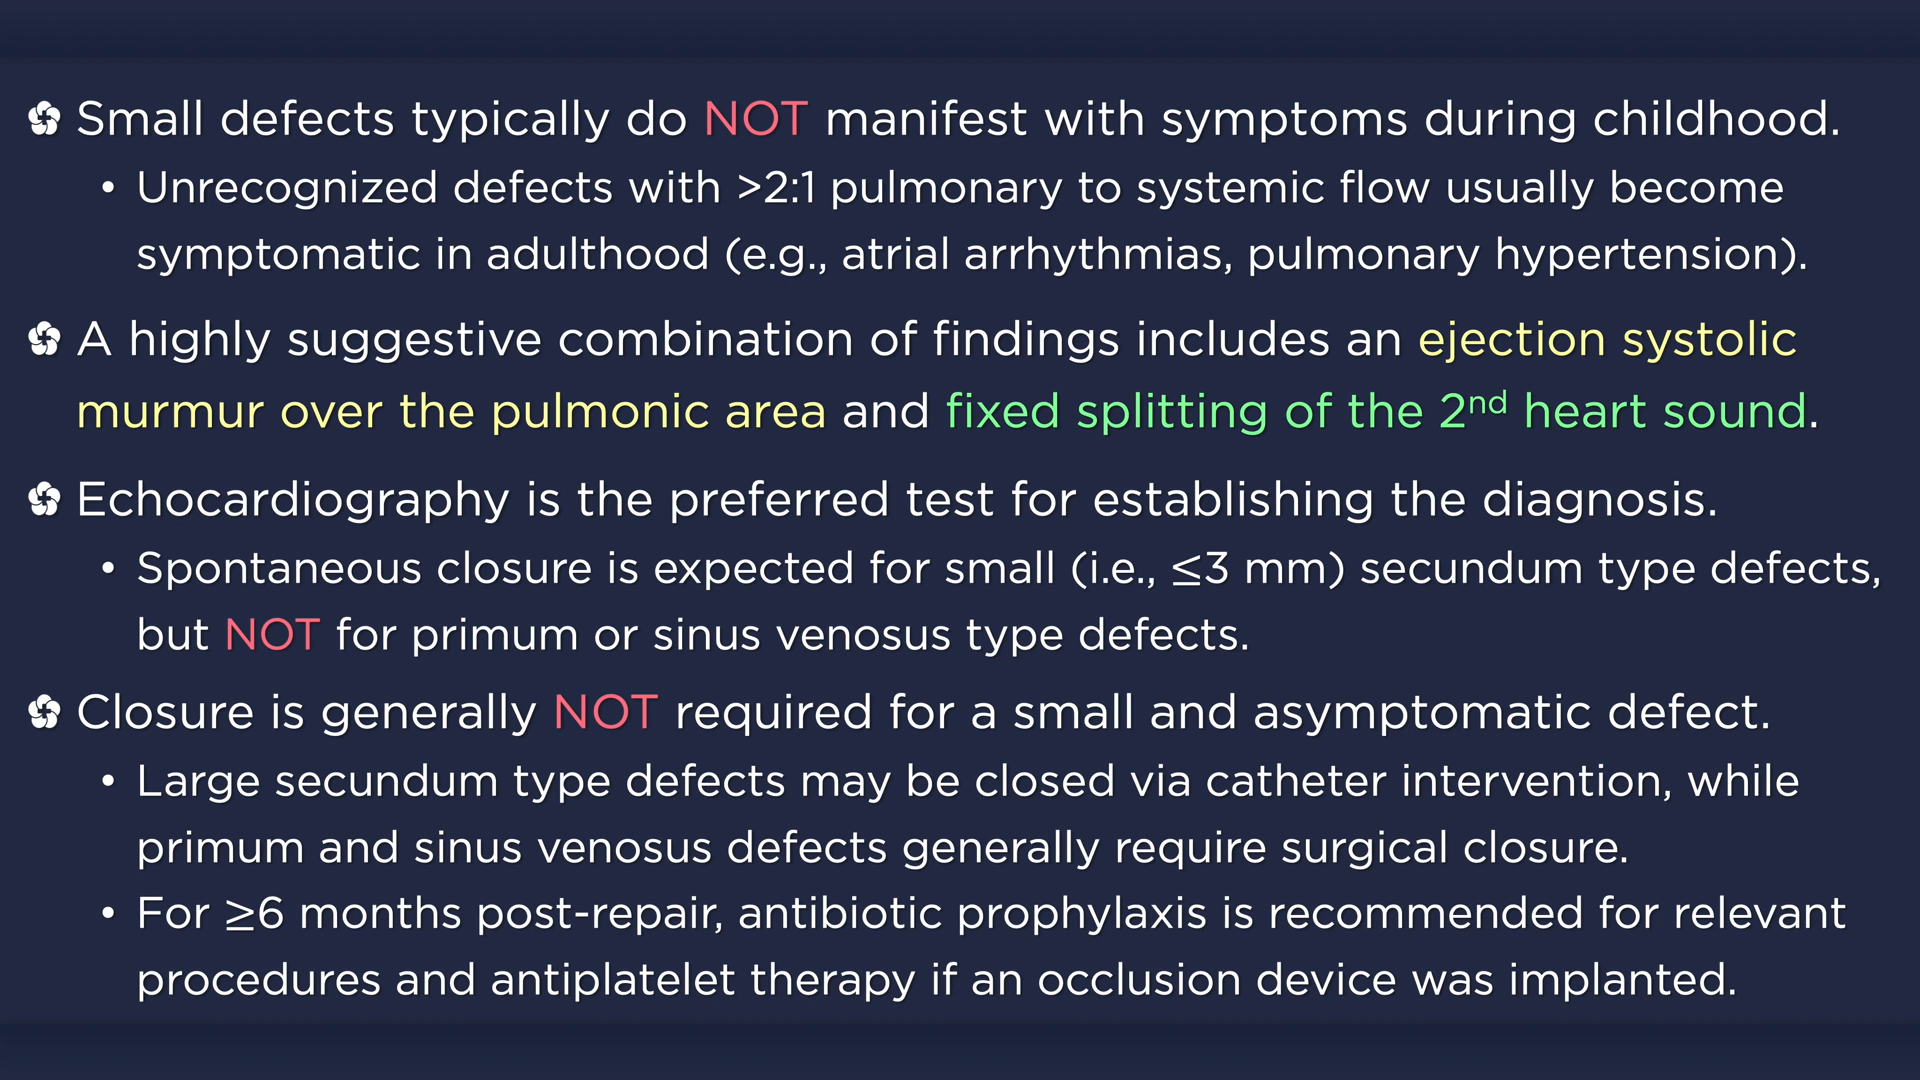 Small defects typically do NOT manifest with symptoms during childhood.
• Unrecognized defects with >2:1 pulmonary to systemic flow usually become
symptomatic in adulthood (e.g., atrial arrhythmias, pulmonary hypertension).
A highly suggestive combination of findings includes an ejection systolic
murmur over the pulmonic area and fixed splitting of the 2nd heart sound.
Echocardiography is the preferred test for establishing the diagnosis.
• Spontaneous closure is expected for small (i.e., ≤3 mm) secundum type defects,
but NOT for primum or sinus venosus type defects.
Closure is generally NOT required for a small and asymptomatic defect.
• Large secundum type defects may be closed via catheter intervention, while
primum and sinus venosus defects generally require surgical closure.
• For ≥6 months post-repair, antibiotic prophylaxis is recommended for relevant
procedures and antiplatelet therapy if an occlusion device was implanted.